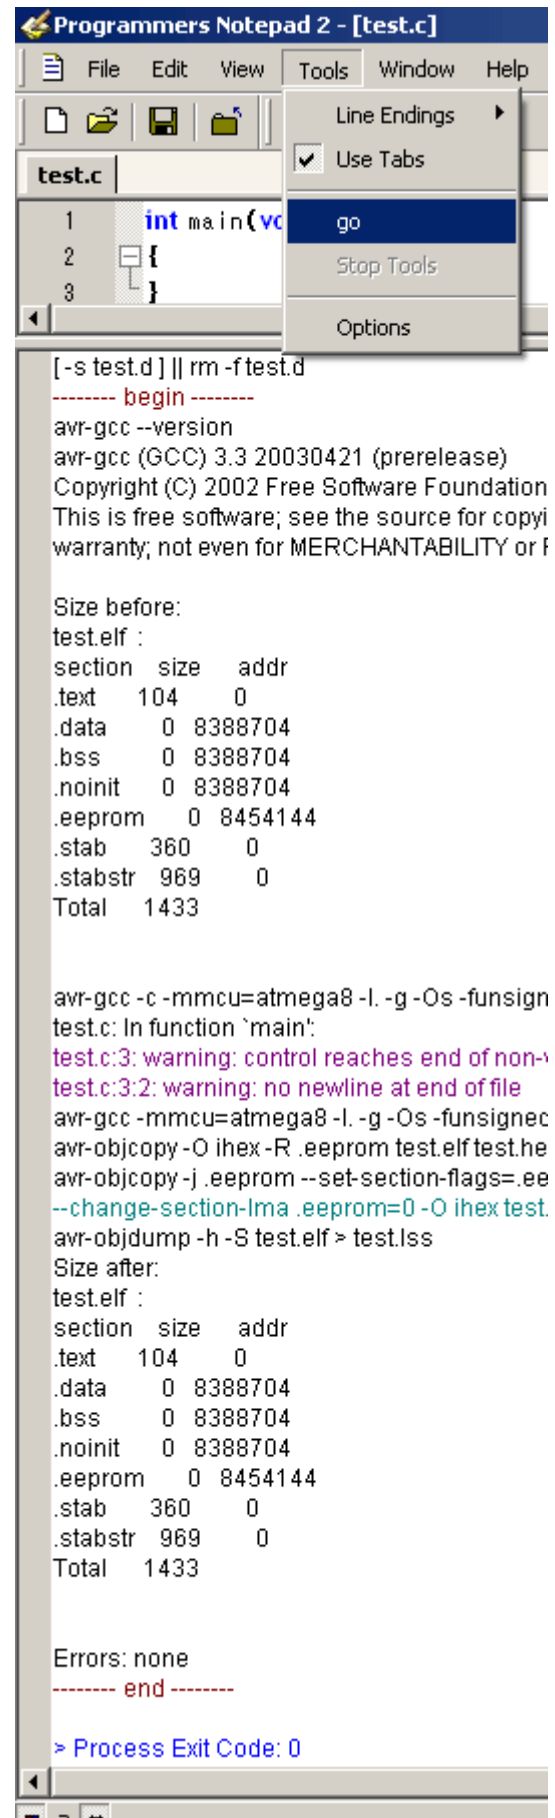 Programmers Notepad 2 - [test.c]
File Edit View Tools Window Help
Line Endings
Use Tabs
go
Stop Tools
Options
test.c
1 int main(vo
2 {
3 }
[ -s test.d ] || rm -f test.d
-------- begin --------
avr-gcc --version
avr-gcc (GCC) 3.3 20030421 (prerelease)
Copyright (C) 2002 Free Software Foundation
This is free software; see the source for copyi
warranty; not even for MERCHANTABILITY or F
Size before:
test.elf :
section size addr
.text 104 0
.data 0 8388704
.bss 0 8388704
.noinit 0 8388704
.eeprom 0 8454144
.stab 360 0
.stabstr 969 0
Total 1433
avr-gcc -c -mmcu=atmega8 -I. -g -Os -funsign
test.c: In function `main':
test.c:3: warning: control reaches end of non-v
test.c:3:2: warning: no newline at end of file
avr-gcc -mmcu=atmega8 -I. -g -Os -funsigned
avr-objcopy -O ihex -R .eeprom test.elf test.he
avr-objcopy -j .eeprom --set-section-flags=.ee
--change-section-lma .eeprom=0 -O ihex test.
avr-objdump -h -S test.elf > test.lss
Size after:
test.elf :
section size addr
.text 104 0
.data 0 8388704
.bss 0 8388704
.noinit 0 8388704
.eeprom 0 8454144
.stab 360 0
.stabstr 969 0
Total 1433
Errors: none
-------- end --------
> Process Exit Code: 0